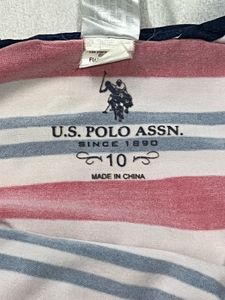 U.S. POLO ASSN.
SINCE 1890
10
MADE IN CHINA